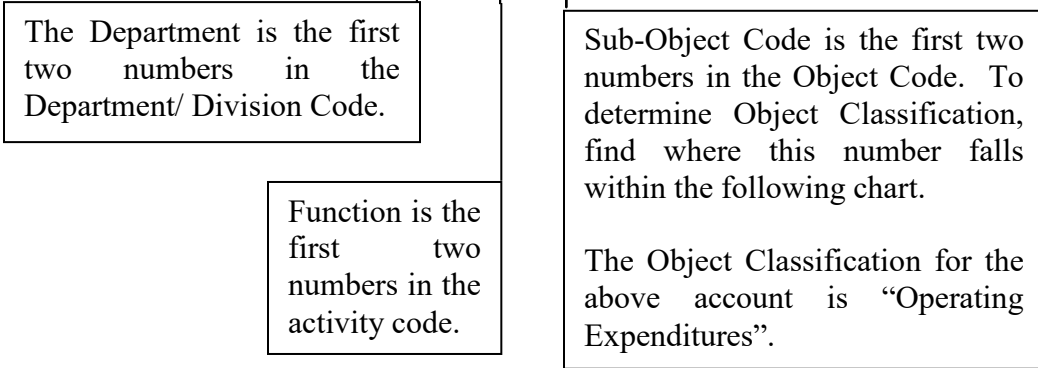 The Department is the first
two numbers in the
Department/ Division Code.
Function is the
first two
numbers in the
activity code.
Sub-Object Code is the first two
numbers in the Object Code. To
determine Object Classification,
find where this number falls
within the following chart.
The Object Classification for the
above account is “Operating
Expenditures”.